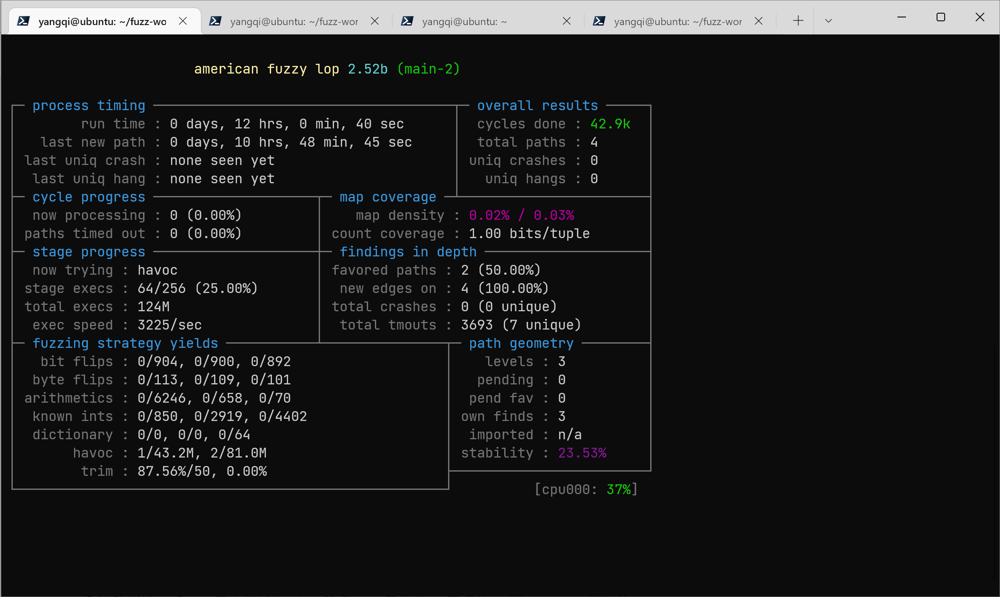 yangqi@ubuntu: ~/fuzz-wo yangqi@ubuntu: ~/fuzz-wor yangqi@ubuntu: ~ yangqi@ubuntu: ~/fuzz-wor
american fuzzy lop 2.52b (main-2)
process timing overall results
run time : 0 days, 12 hrs, 0 min, 40 sec cycles done : 42.9k
last new path : 0 days, 10 hrs, 48 min, 45 sec total paths : 4
last uniq crash : none seen yet uniq crashes : 0
last uniq hang : none seen yet uniq hangs : 0
cycle progress map coverage
now processing : 0 (0.00%) map density : 0.02% / 0.03%
paths timed out : 0 (0.00%) count coverage : 1.00 bits/tuple
stage progress findings in depth
now trying : havoc favored paths : 2 (50.00%)
stage execs : 64/256 (25.00%) new edges on : 4 (100.00%)
total execs : 124M total crashes : 0 (0 unique)
exec speed : 3225/sec total tmouts : 3693 (7 unique)
fuzzing strategy yields path geometry
bit flips : 0/904, 0/900, 0/892 levels : 3
byte flips : 0/113, 0/109, 0/101 pending : 0
arithmetics : 0/6246, 0/658, 0/70 pend fav : 0
known ints : 0/850, 0/2919, 0/4402 own finds : 3
dictionary : 0/0, 0/0, 0/64 imported : n/a
havoc : 1/43.2M, 2/81.0M stability : 23.53%
trim : 87.56%/50, 0.00%
[cpu000: 37%]